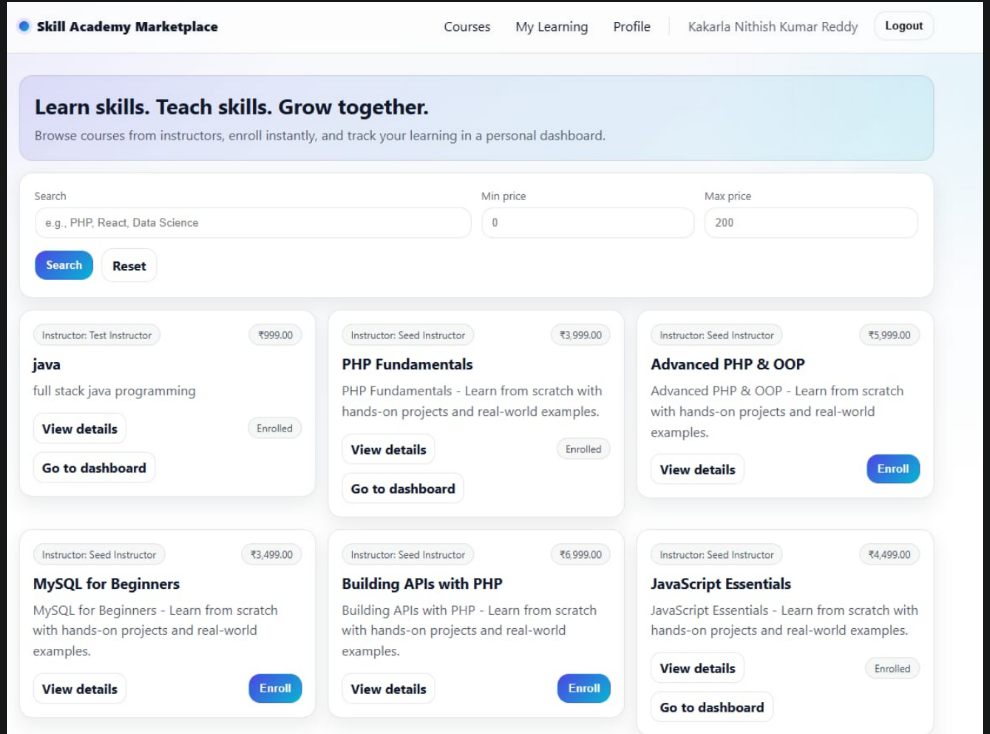 Skill Academy Marketplace
Courses My Learning Profile Kakarla Nithish Kumar Reddy Logout
Learn skills. Teach skills. Grow together.
Browse courses from instructors, enroll instantly, and track your learning in a personal dashboard.
Search
e.g., PHP, React, Data Science
Min price
0
Max price
200
Search Reset
Instructor: Test Instructor ₹999.00
java
full stack java programming
View details Enrolled
Go to dashboard
Instructor: Seed Instructor ₹3,999.00
PHP Fundamentals
PHP Fundamentals - Learn from scratch with
hands-on projects and real-world examples.
View details Enrolled
Go to dashboard
Instructor: Seed Instructor ₹5,999.00
Advanced PHP & OOP
Advanced PHP & OOP - Learn from scratch
with hands-on projects and real-world
examples.
View details Enroll
Instructor: Seed Instructor ₹3,499.00
MySQL for Beginners
MySQL for Beginners - Learn from scratch
with hands-on projects and real-world
examples.
View details Enroll
Instructor: Seed Instructor ₹6,999.00
Building APIs with PHP
Building APIs with PHP - Learn from scratch
with hands-on projects and real-world
examples.
View details Enroll
Instructor: Seed Instructor ₹4,499.00
JavaScript Essentials
JavaScript Essentials - Learn from scratch with
hands-on projects and real-world examples.
View details Enrolled
Go to dashboard